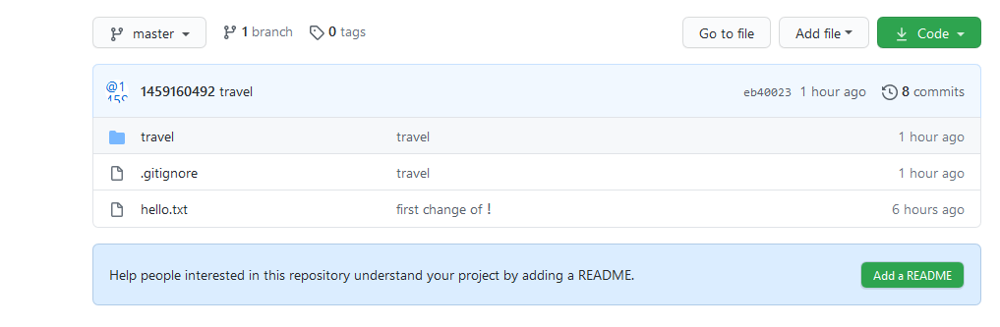 master 1 branch 0 tags Go to file Add file Code
@1 1459160492 travel eb40023 1 hour ago 8 commits
travel travel 1 hour ago
.gitignore travel 1 hour ago
hello.txt first change of ! 6 hours ago
Help people interested in this repository understand your project by adding a README. Add a README